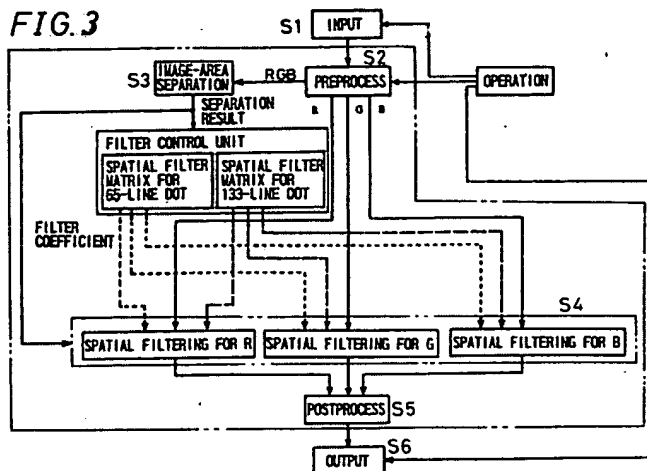 FIG.3
S1
INPUT
S2
S3
IMAGE-AREA
SEPARATION
RGB
PREPROCESS
OPERATION
SEPARATION
RESULT
R
G
B
FILTER CONTROL UNIT
SPATIAL FILTER
MATRIX FOR
65-LINE DOT
SPATIAL FILTER
MATRIX FOR
133-LINE DOT
FILTER
COEFFICIENT
S4
SPATIAL FILTERING FOR R
SPATIAL FILTERING FOR G
SPATIAL FILTERING FOR B
POSTPROCESS
S5
S6
OUTPUT